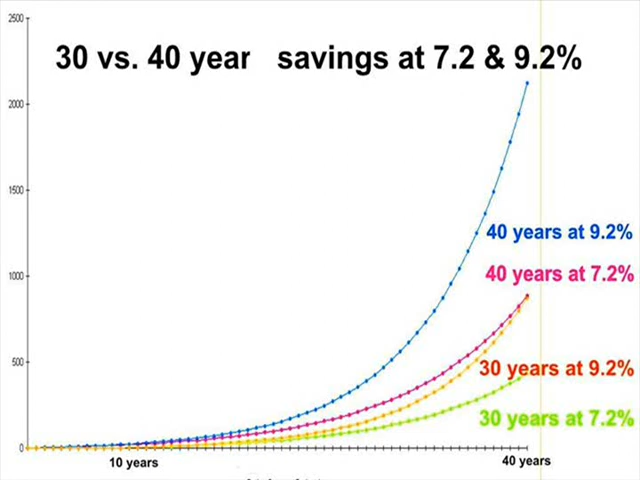 2500
30 vs. 40 year savings at 7.2 & 9.2%
2000
1500
40 years at 9.2%
1000
40 years at 7.2%
500
30 years at 9.2%
30 years at 7.2%
0
10 years
40 years